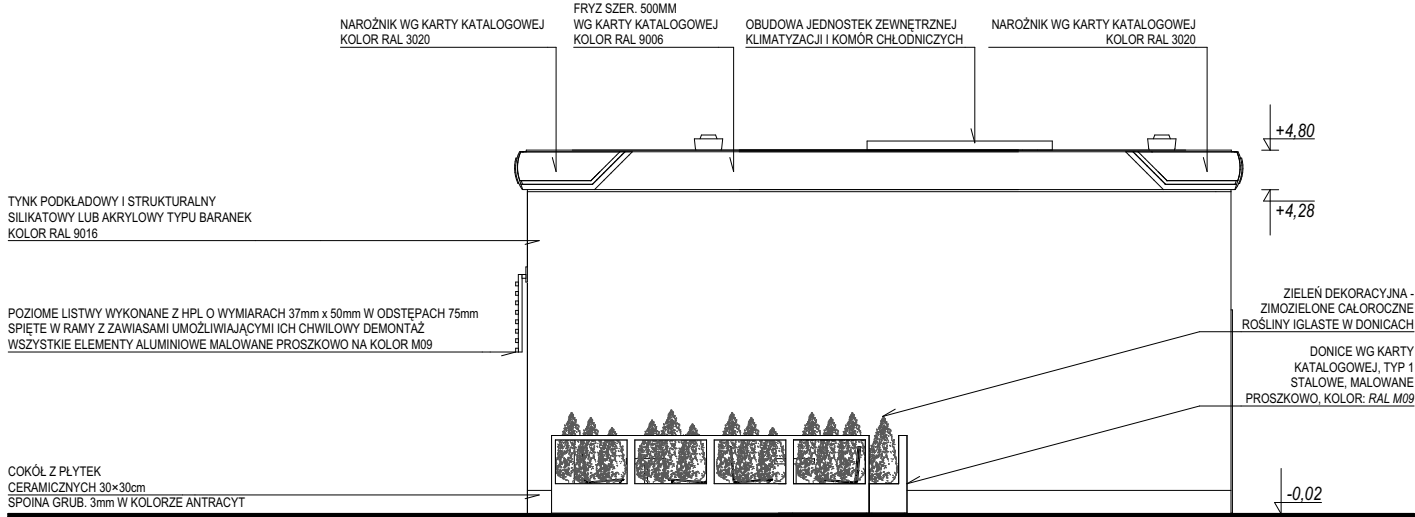 NAROŻNIK WG KARTY KATALOGOWEJ
KOLOR RAL 3020
FRYZ SZER. 500MM
WG KARTY KATALOGOWEJ
KOLOR RAL 9006
OBUDOWA JEDNOSTEK ZEWNĘTRZNEJ
KLIMATYZACJI I KOMÓR CHŁODNICZYCH
NAROŻNIK WG KARTY KATALOGOWEJ
KOLOR RAL 3020
+4,80
+4,28
TYNK PODKŁADOWY I STRUKTURALNY
SILIKATOWY LUB AKRYLOWY TYPU BARANEK
KOLOR RAL 9016
POZIOME LISTWY WYKONANE Z HPL O WYMIARACH 37mm x 50mm W ODSTĘPACH 75mm
SPIĘTE W RAMY Z ZAWIASAMI UMOŻLIWIAJĄCYMI ICH CHWILOWY DEMONTAŻ
WSZYSTKIE ELEMENTY ALUMINIOWE MALOWANE PROSZKOWO NA KOLOR M09
ZIELEŃ DEKORACYJNA -
ZIMOZIELONE CAŁOROCZNE
ROŚLINY IGLASTE W DONICACH
DONICE WG KARTY
KATALOGOWEJ, TYP 1
STALOWE, MALOWANE
PROSZKOWO, KOLOR: RAL M09
COKÓŁ Z PŁYTEK
CERAMICZNYCH 30×30cm
SPOINA GRUB. 3mm W KOLORZE ANTRACYT
-0,02